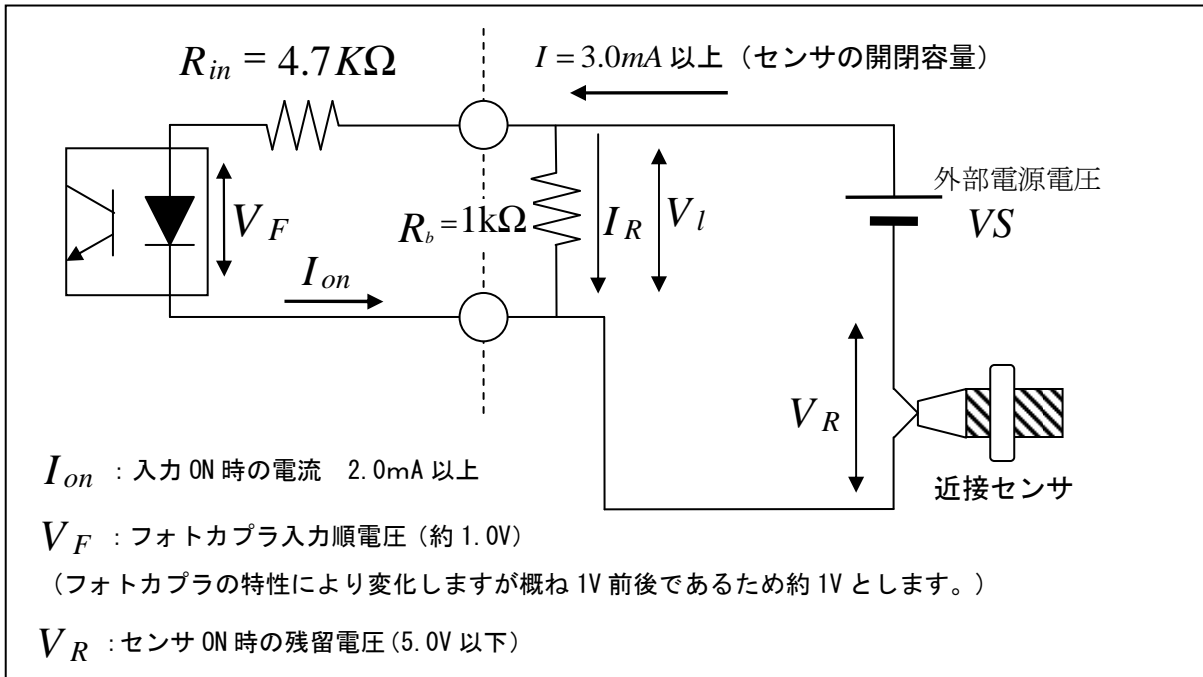 R_in = 4.7KΩ
I = 3.0mA 以上（センサの開閉容量）
V_F
R_b =1kΩ
I_R
V_l
外部電源電圧
VS
I_on
V_R
近接センサ
I_on ：入力 ON 時の電流　2.0mA 以上
V_F ：フォトカプラ入力順電圧（約 1.0V）
（フォトカプラの特性により変化しますが概ね 1V 前後であるため約 1V とします。）
V_R ：センサ ON 時の残留電圧（5.0V 以下）